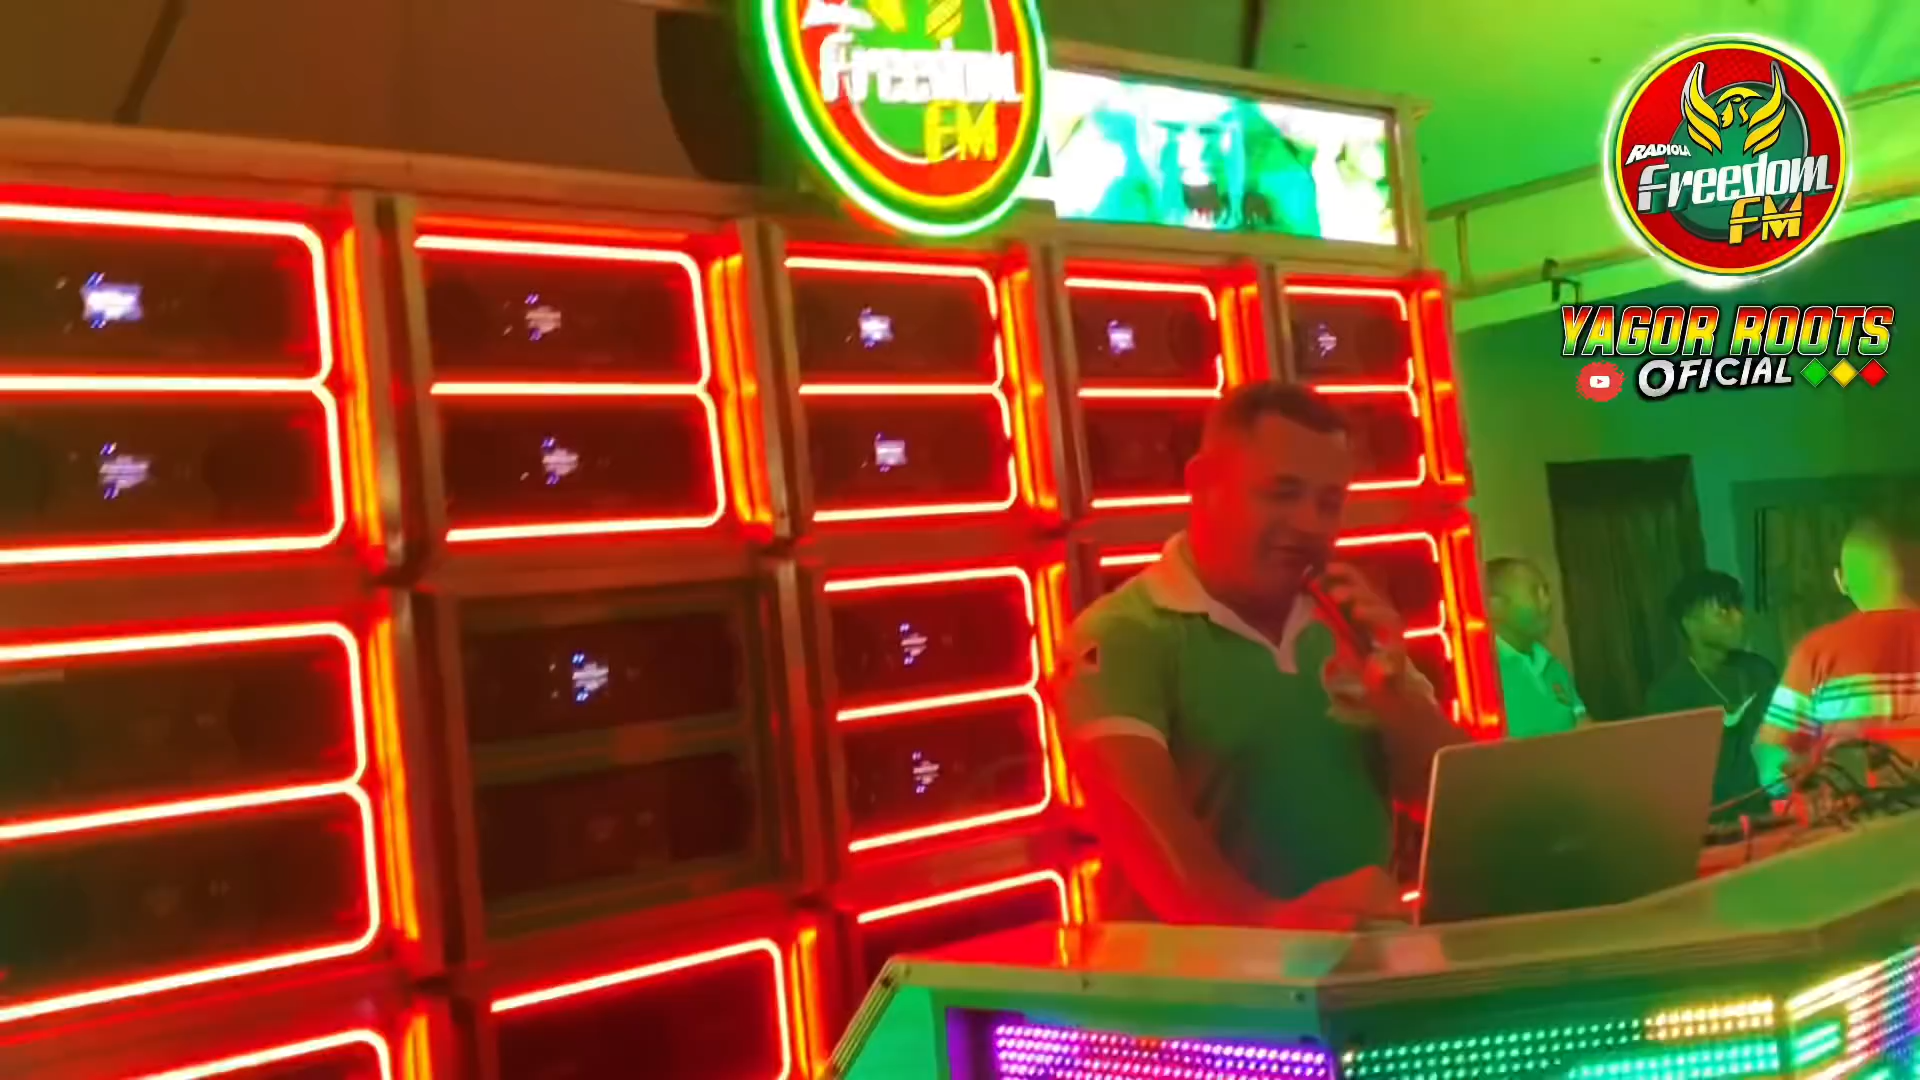 Freedom
FM
RADIOLA
Freedom
FM
YAGOR ROOTS
OFICIAL